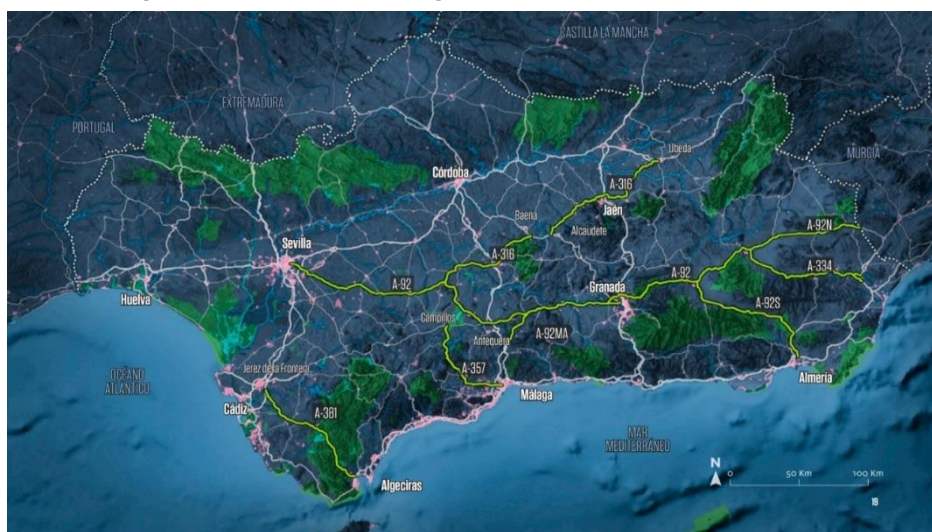 CASTILLA LA MANCHA
EXTREMADURA
PORTUGAL
MURGIA
Córdoba
Úbeda
A-316
Jaén
Baena
Alcaudete
A-92N
Sevilla
A-316
A-92
A-334
A-92
Granada
Huelva
Campillos
A-92S
Antequera
A-92MA
A-357
Jerez de la Frontera
Málaga
Almería
OCÉANO
ATLÁNTICO
Cádiz
A-381
MAR
MEDITERRÁNEO
Algeciras
N
0 50 Km 100 Km